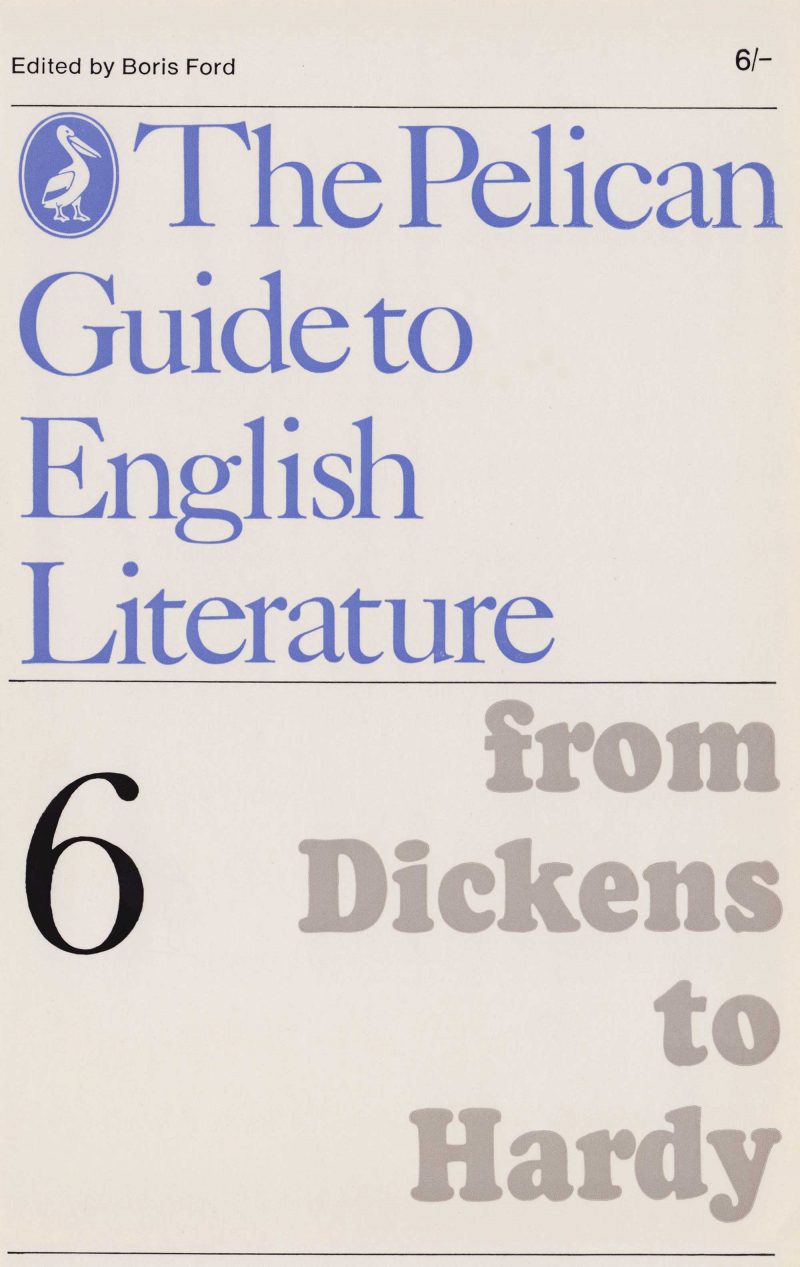 Edited by Boris Ford
6/–
The Pelican
Guide to
English
Literature
6
from
Dickens
to
Hardy